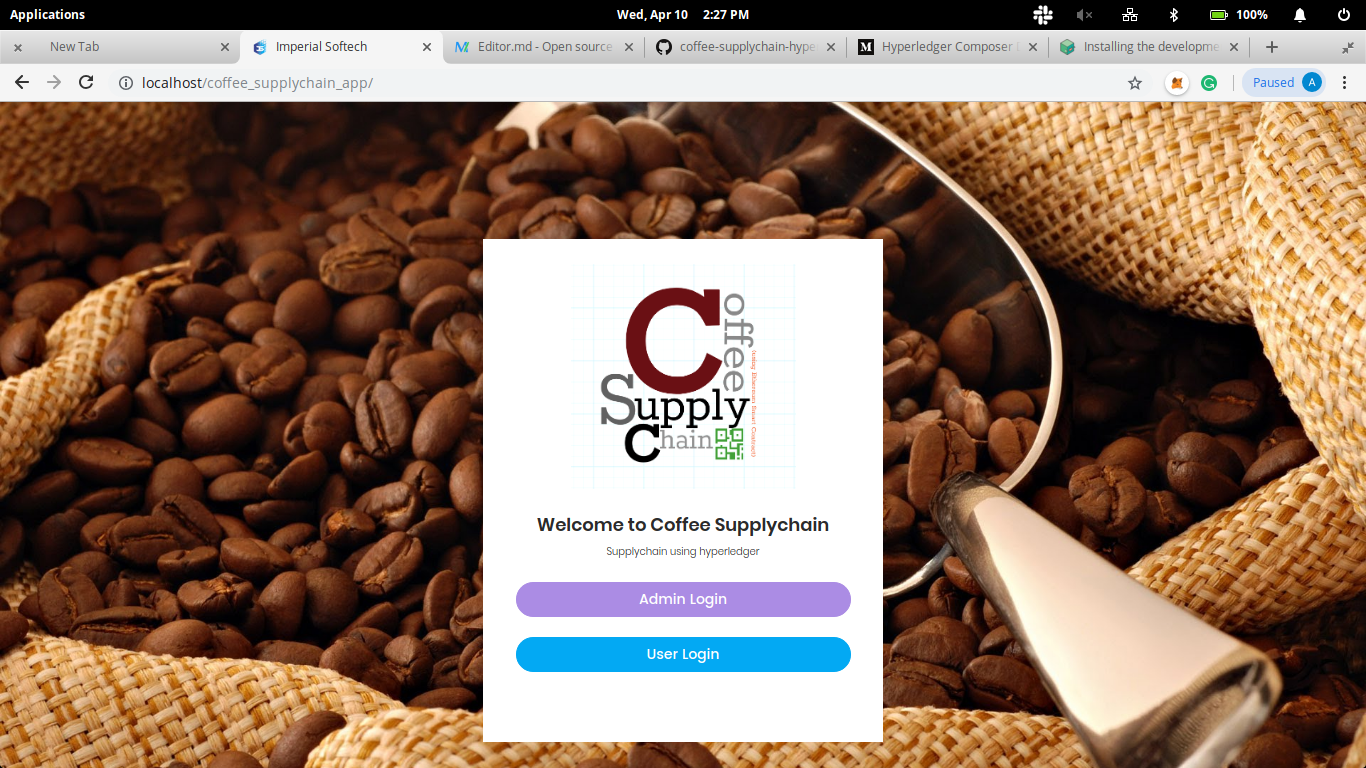 Applications
Wed, Apr 10 2:27 PM
100%
New Tab
Imperial Softech
Editor.md - Open source
coffee-supplychain-hype
Hyperledger Composer
Installing the developme
localhost/coffee_supplychain_app/
Paused
A
Coffee
Supply
Chain
Welcome to Coffee Supplychain
Supplychain using hyperledger
Admin Login
User Login